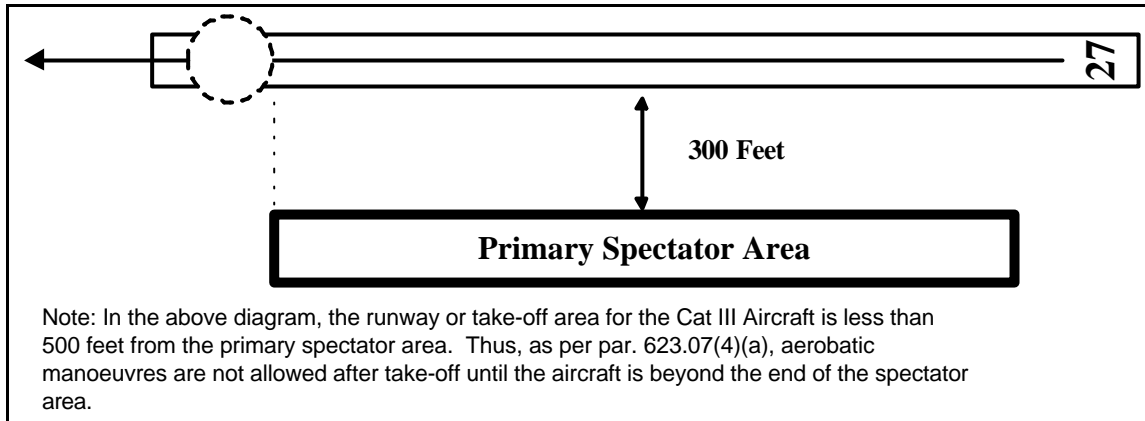 27
300 Feet
Primary Spectator Area
Note: In the above diagram, the runway or take-off area for the Cat III Aircraft is less than
500 feet from the primary spectator area.  Thus, as per par. 623.07(4)(a), aerobatic
manoeuvres are not allowed after take-off until the aircraft is beyond the end of the spectator
area.